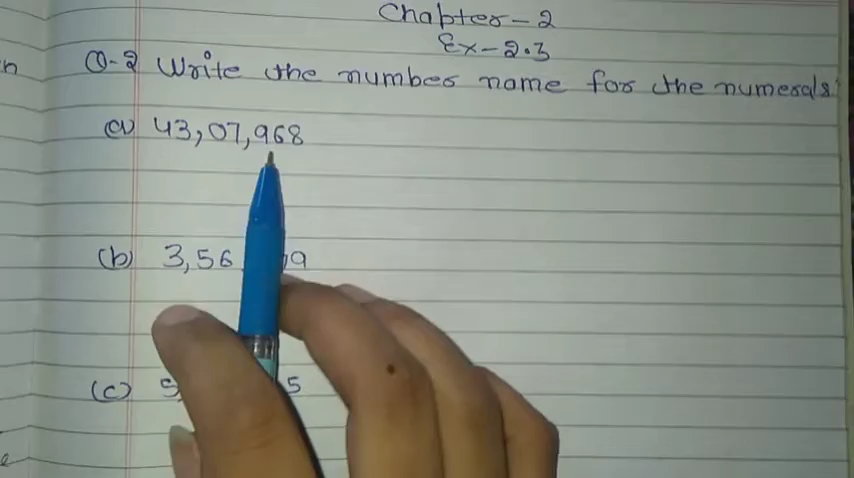 Chapter-2
Ex-2.3
Q-2 Write the number name for the numerals
(a) 43,07,968
(b) 3,56
(c)